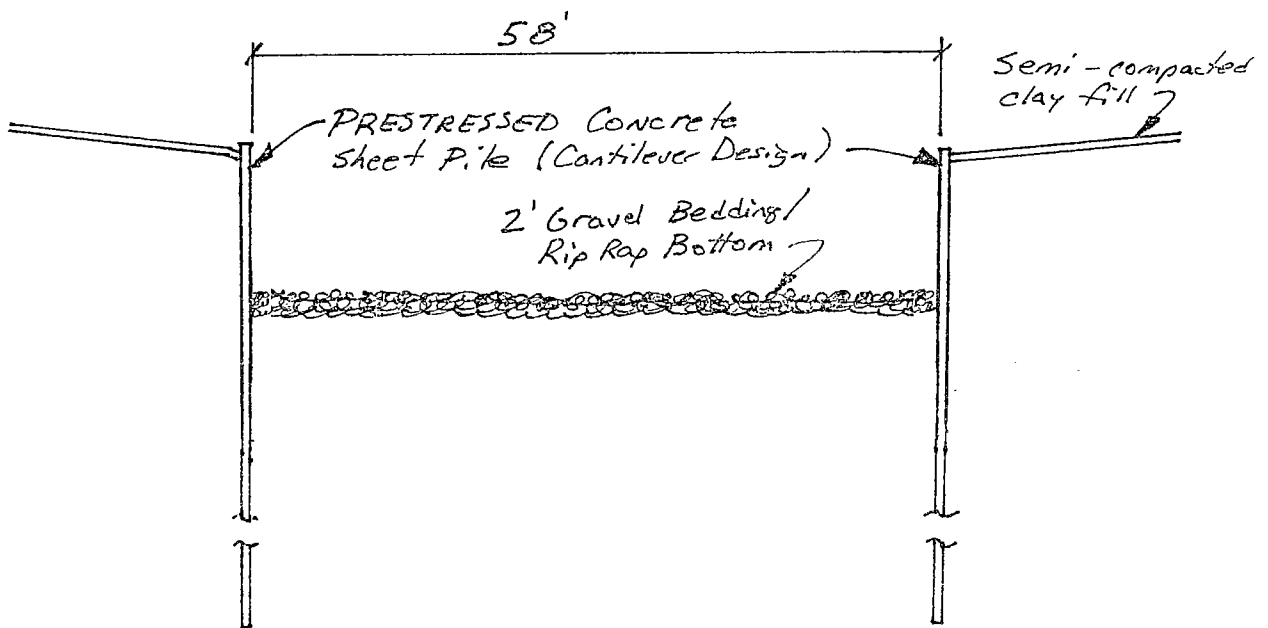 58'
Semi-compacted
clay fill
PRESTRESSED Concrete
Sheet Pile (Cantilever Design)
2' Gravel Bedding/
Rip Rap Bottom